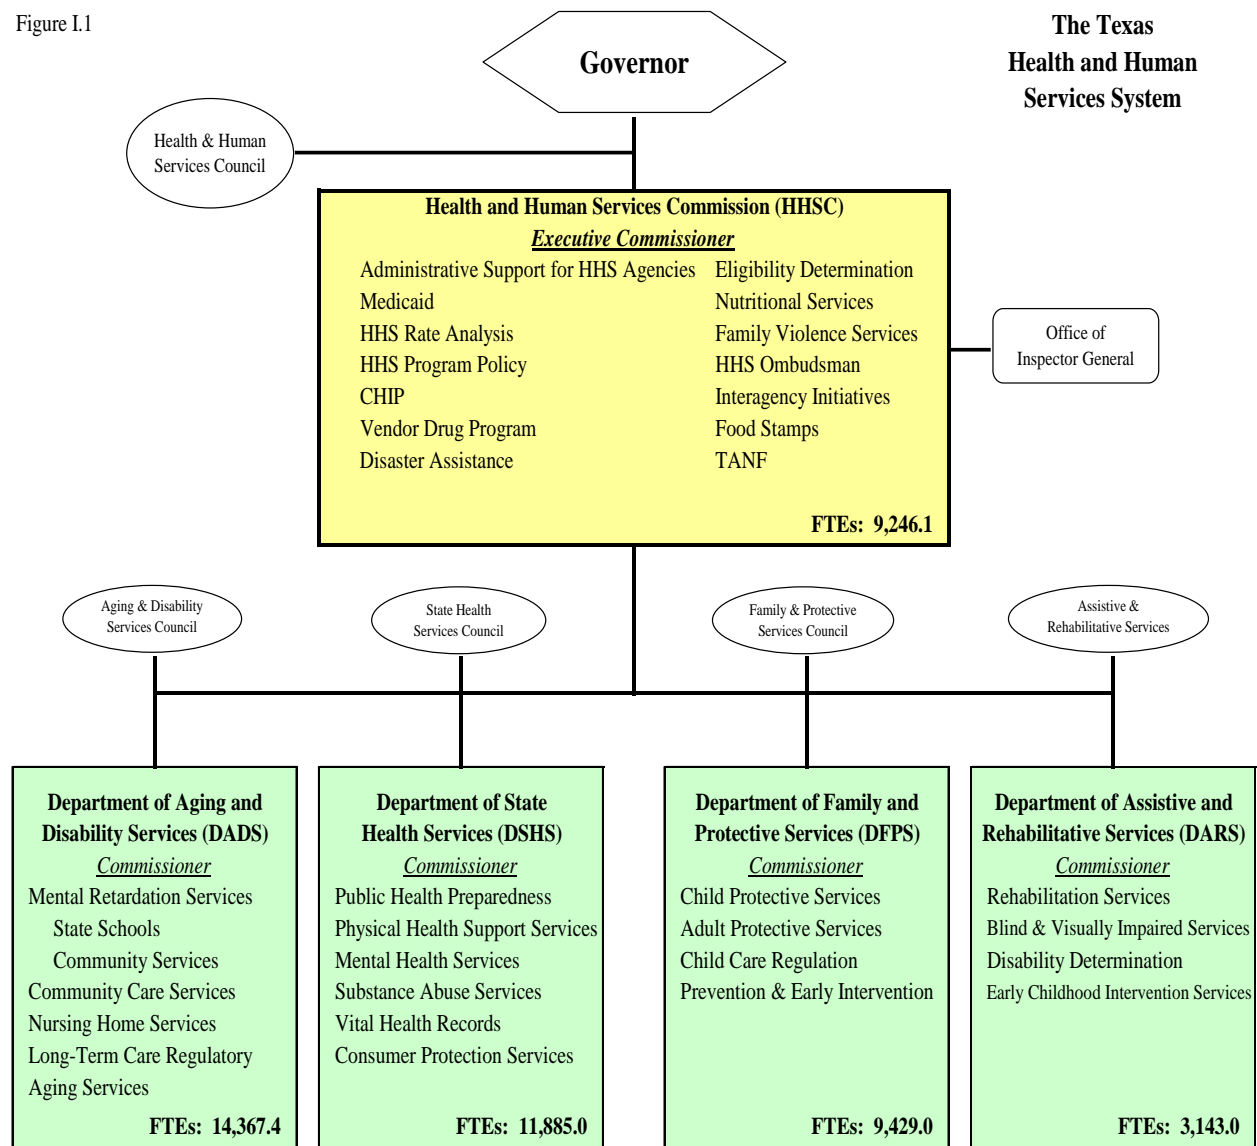 Figure I.1
The Texas
Health and Human
Services System
Governor
Health & Human
Services Council
Health and Human Services Commission (HHSC)
Executive Commissioner
Administrative Support for HHS Agencies
Medicaid
HHS Rate Analysis
HHS Program Policy
CHIP
Vendor Drug Program
Disaster Assistance
Eligibility Determination
Nutritional Services
Family Violence Services
HHS Ombudsman
Interagency Initiatives
Food Stamps
TANF
FTEs: 9,246.1
Office of
Inspector General
Aging & Disability
Services Council
State Health
Services Council
Family & Protective
Services Council
Assistive &
Rehabilitative Services
Department of Aging and
Disability Services (DADS)
Commissioner
Mental Retardation Services
State Schools
Community Services
Community Care Services
Nursing Home Services
Long-Term Care Regulatory
Aging Services
FTEs: 14,367.4
Department of State
Health Services (DSHS)
Commissioner
Public Health Preparedness
Physical Health Support Services
Mental Health Services
Substance Abuse Services
Vital Health Records
Consumer Protection Services
FTEs: 11,885.0
Department of Family and
Protective Services (DFPS)
Commissioner
Child Protective Services
Adult Protective Services
Child Care Regulation
Prevention & Early Intervention
FTEs: 9,429.0
Department of Assistive and
Rehabilitative Services (DARS)
Commissioner
Rehabilitation Services
Blind & Visually Impaired Services
Disability Determination
Early Childhood Intervention Services
FTEs: 3,143.0